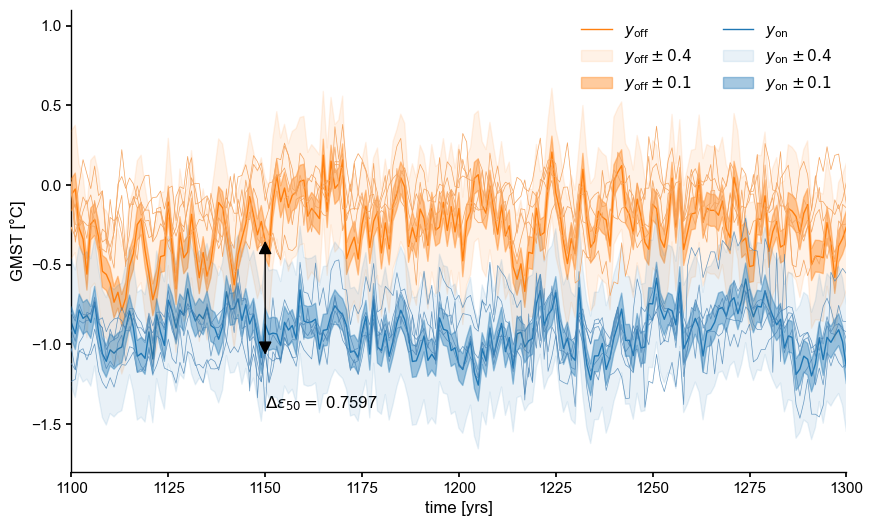 1.0
0.5
0.0
−0.5
−1.0
−1.5
GMST [°C]
y_off
y_off ± 0.4
y_off ± 0.1
y_on
y_on ± 0.4
y_on ± 0.1
Δε₅₀ = 0.7597
1100 1125 1150 1175 1200 1225 1250 1275 1300
time [yrs]